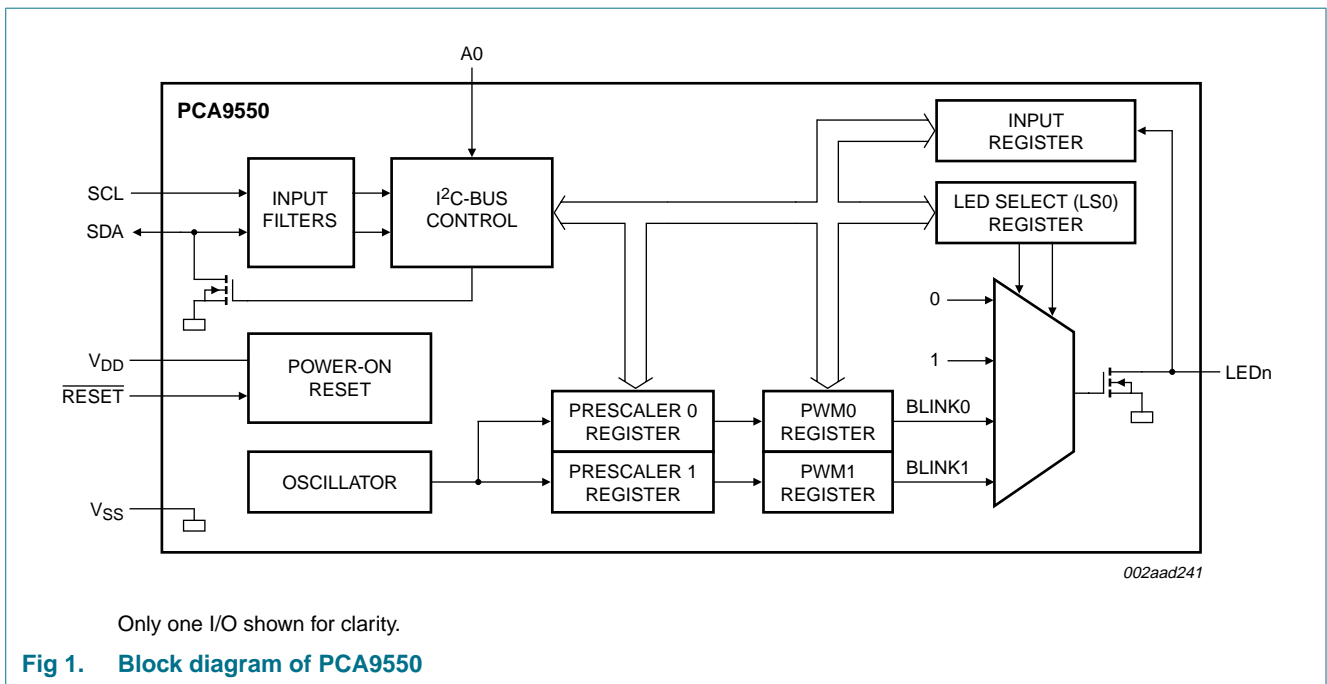 A0
PCA9550
INPUT
REGISTER
SCL
SDA
INPUT
FILTERS
I²C-BUS
CONTROL
LED SELECT (LS0)
REGISTER
0
1
VDD
RESET
POWER-ON
RESET
LEDn
PRESCALER 0
REGISTER
PWM0
REGISTER
BLINK0
OSCILLATOR
PRESCALER 1
REGISTER
PWM1
REGISTER
BLINK1
VSS
002aad241
Only one I/O shown for clarity.
Fig 1. Block diagram of PCA9550